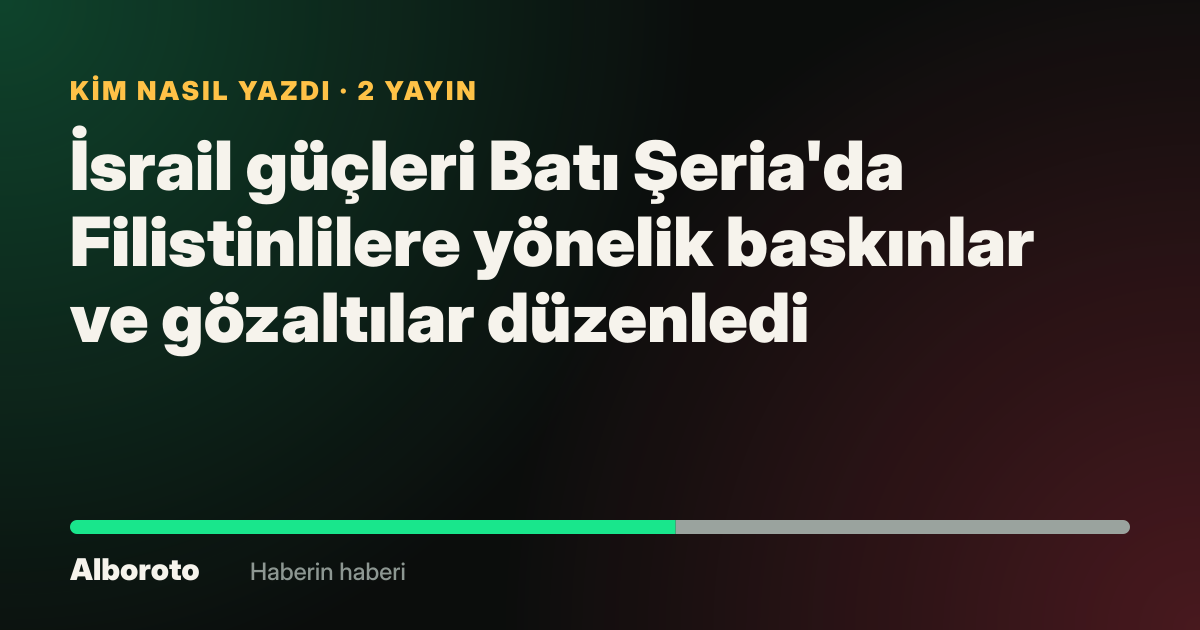 KİM NASIL YAZDI · 2 YAYIN
İsrail güçleri Batı Şeria'da
Filistinlilere yönelik baskınlar
ve gözaltılar düzenledi
Alboroto
Haberin haberi